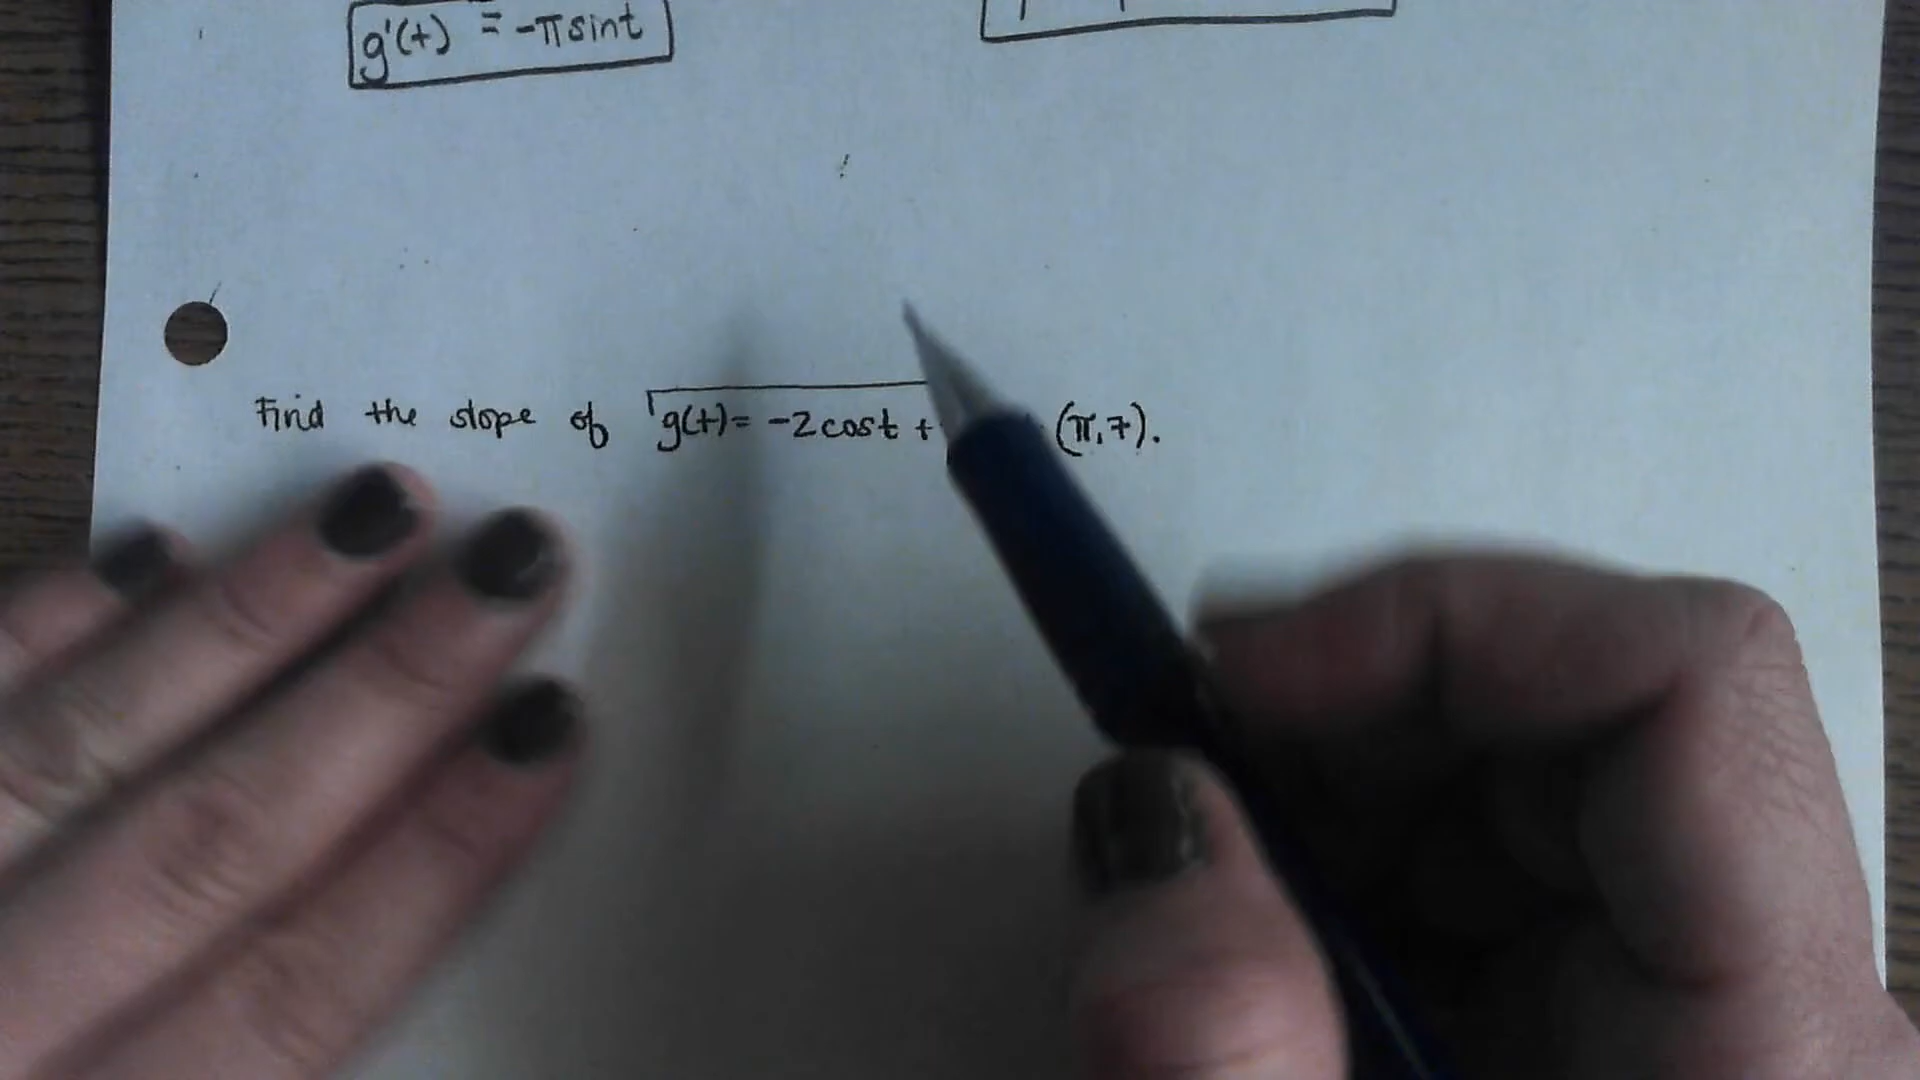 g'(t) = -πsint
Find the slope of g(t)= -2cost + (π,7).